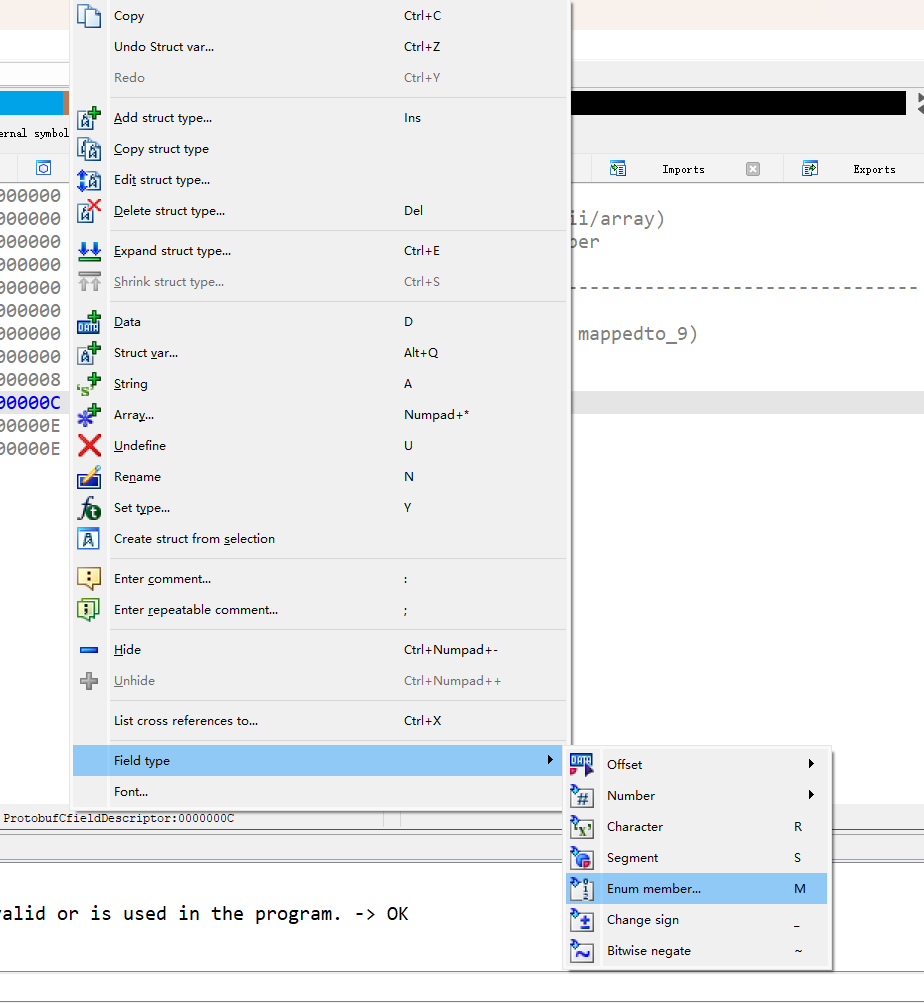 Copy Ctrl+C
Undo Struct var... Ctrl+Z
Redo Ctrl+Y
Add struct type... Ins
ernal symbol
Copy struct type
Imports Exports
Edit struct type...
000000
Delete struct type... Del
000000 ii/array)
000000 ber
Expand struct type... Ctrl+E
000000
Shrink struct type... Ctrl+S
000000 ---------------------------------
000000
Data D
000000 mappedto_9)
Struct var... Alt+Q
000000
String A
000008
00000C
Array... Numpad+*
00000E
Undefine U
00000E
Rename N
Set type... Y
Create struct from selection
Enter comment... :
Enter repeatable comment... ;
Hide Ctrl+Numpad+-
Unhide Ctrl+Numpad++
List cross references to... Ctrl+X
Field type
Offset
Font...
Number
ProtobufCfieldDescriptor:0000000C
Character R
Segment S
Enum member... M
valid or is used in the program. -> OK
Change sign _
Bitwise negate ~